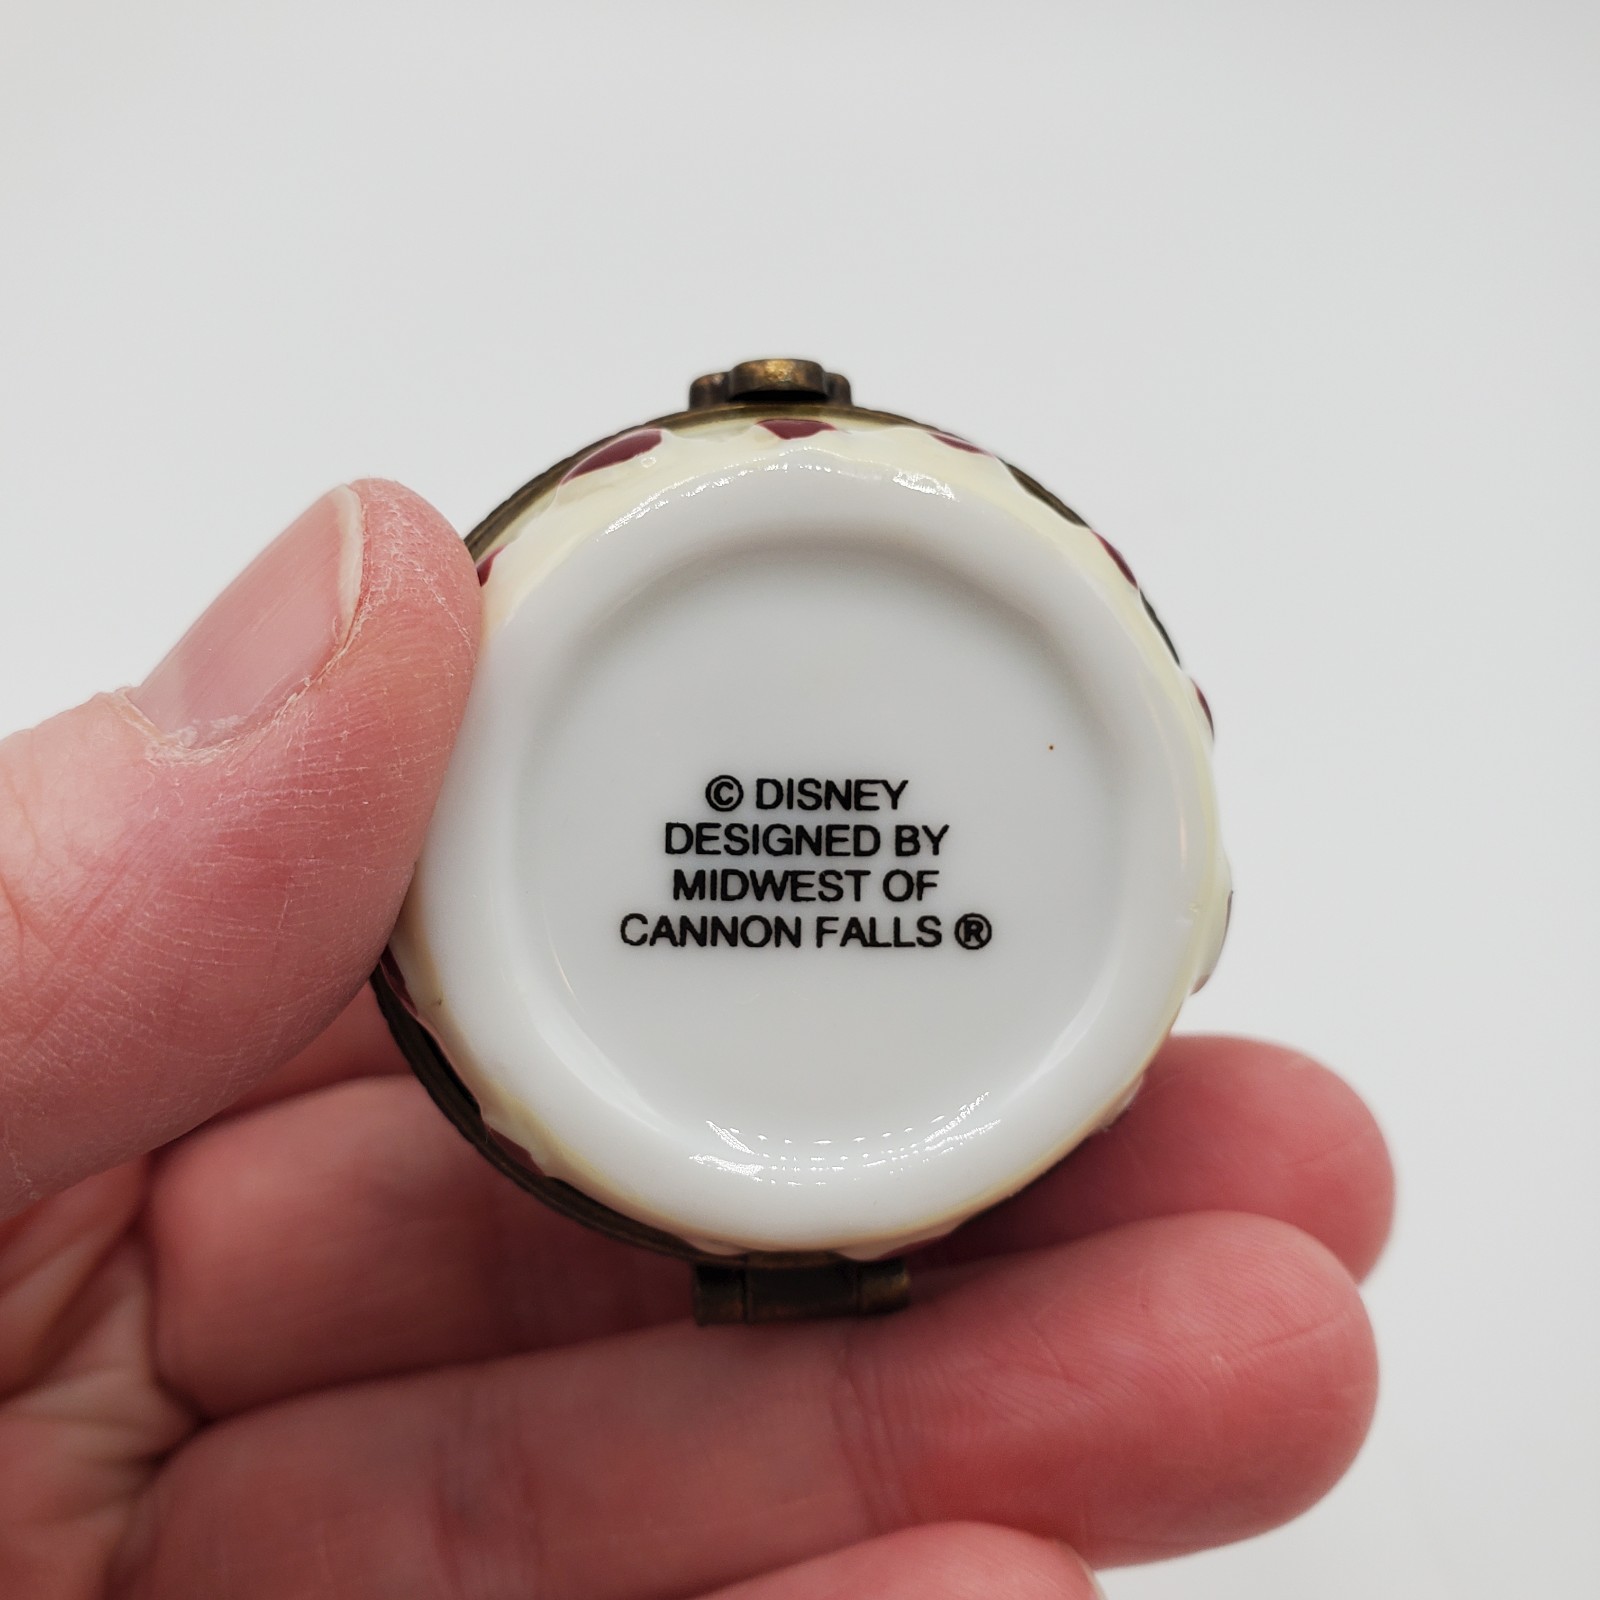 © DISNEY
DESIGNED BY
MIDWEST OF
CANNON FALLS ®